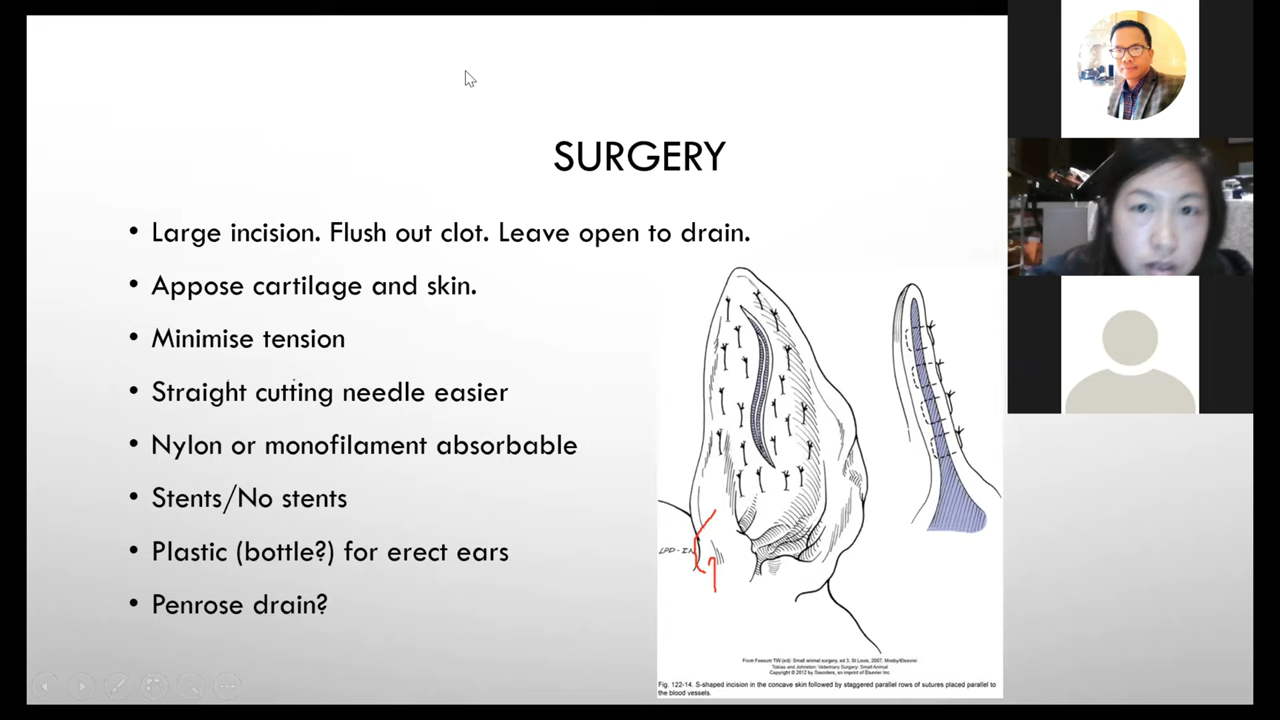 SURGERY
• Large incision. Flush out clot. Leave open to drain.
• Appose cartilage and skin.
• Minimise tension
• Straight cutting needle easier
• Nylon or monofilament absorbable
• Stents/No stents
• Plastic (bottle?) for erect ears
• Penrose drain?
From Fossum TW (ed): Small animal surgery, ed 3, St Louis, 2007, Mosby/Elsevier.
Tobias and Johnston: Veterinary Surgery: Small Animal
Copyright © 2012 by Saunders, an imprint of Elsevier Inc.
Fig. 122-14. S-shaped incision in the concave skin followed by staggered parallel rows of sutures placed parallel to
the blood vessels.